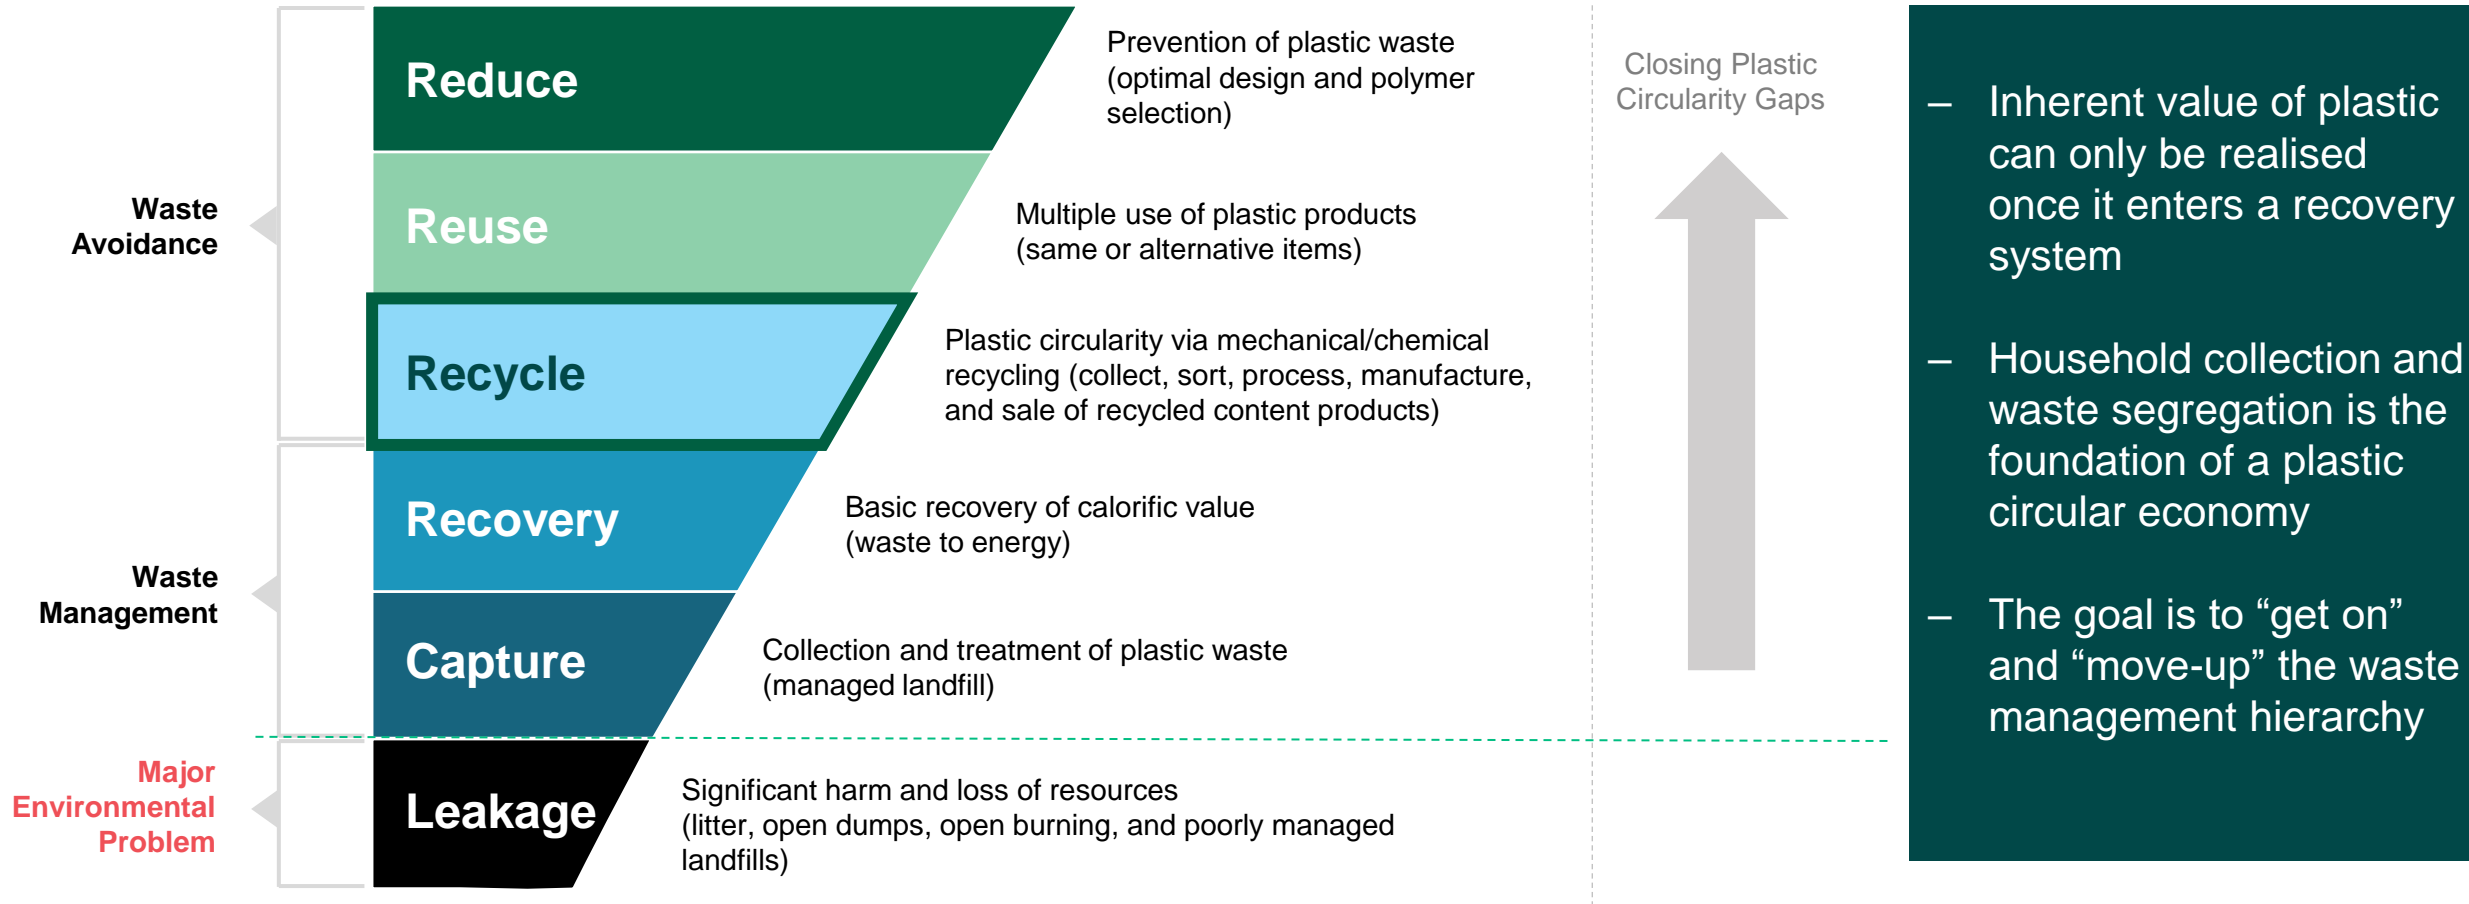 Waste
Avoidance
Waste
Management
Major
Environmental
Problem
Reduce
Prevention of plastic waste
(optimal design and polymer
selection)
Reuse
Multiple use of plastic products
(same or alternative items)
Recycle
Plastic circularity via mechanical/chemical
recycling (collect, sort, process, manufacture,
and sale of recycled content products)
Recovery
Basic recovery of calorific value
(waste to energy)
Capture
Collection and treatment of plastic waste
(managed landfill)
Leakage
Significant harm and loss of resources
(litter, open dumps, open burning, and poorly managed
landfills)
Closing Plastic
Circularity Gaps
– Inherent value of plastic
can only be realised
once it enters a recovery
system
– Household collection and
waste segregation is the
foundation of a plastic
circular economy
– The goal is to “get on”
and “move-up” the waste
management hierarchy